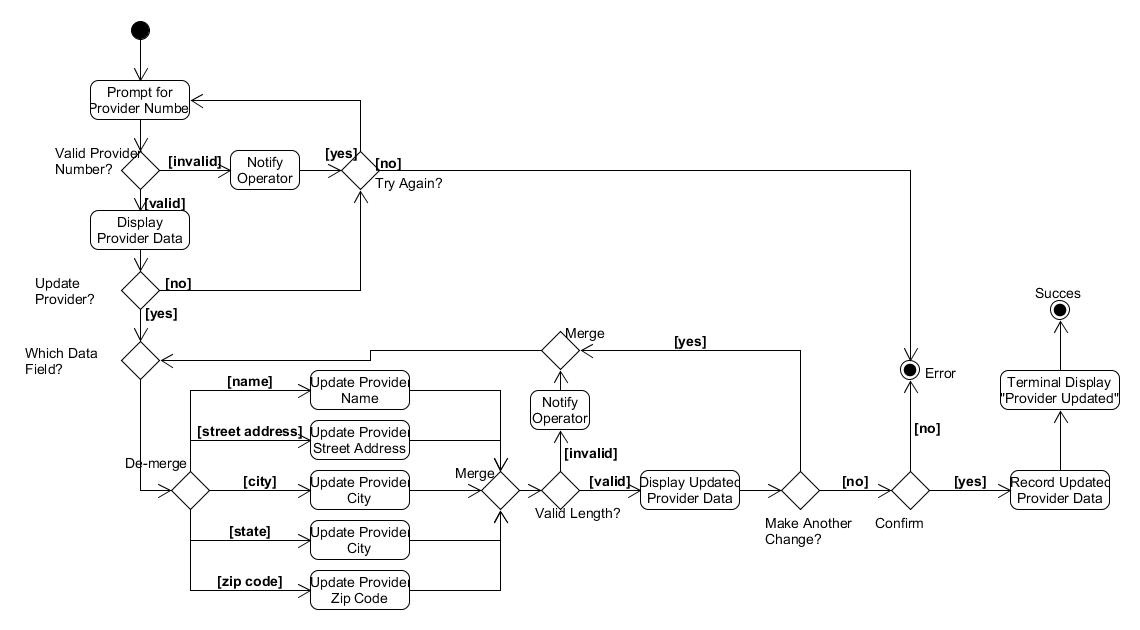 Prompt for
Provider Numbe
Valid Provider
Number?
[invalid]
Notify
Operator
[yes]
[no]
Try Again?
[valid]
Display
Provider Data
Update
Provider?
[no]
[yes]
Which Data
Field?
Merge
[yes]
Succes
Error
Terminal Display
"Provider Updated"
[name]
Update Provider
Name
Notify
Operator
[street address]
Update Provider
Street Address
[no]
[invalid]
De-merge
[city]
Update Provider
City
Merge
Valid Length?
[valid]
Display Updated
Provider Data
Make Another
Change?
[no]
Confirm
[yes]
Record Updated
Provider Data
[state]
Update Provider
City
[zip code]
Update Provider
Zip Code